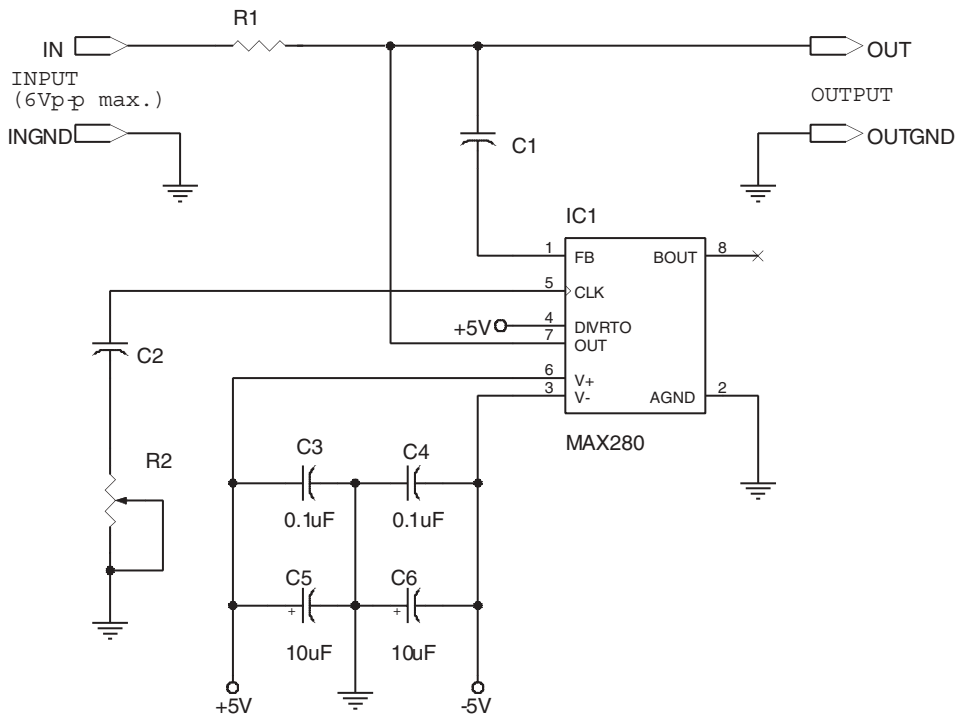 R1
IN
OUT
INPUT
(6Vp-p max.)
OUTPUT
INGND
OUTGND
C1
IC1
1
FB
BOUT
8
5
CLK
+5V
4
DIVRTO
7
OUT
C2
6
V+
3
V-
AGND
2
MAX280
R2
C3
C4
0.1uF
0.1uF
C5
C6
+
+
10uF
10uF
+5V
-5V